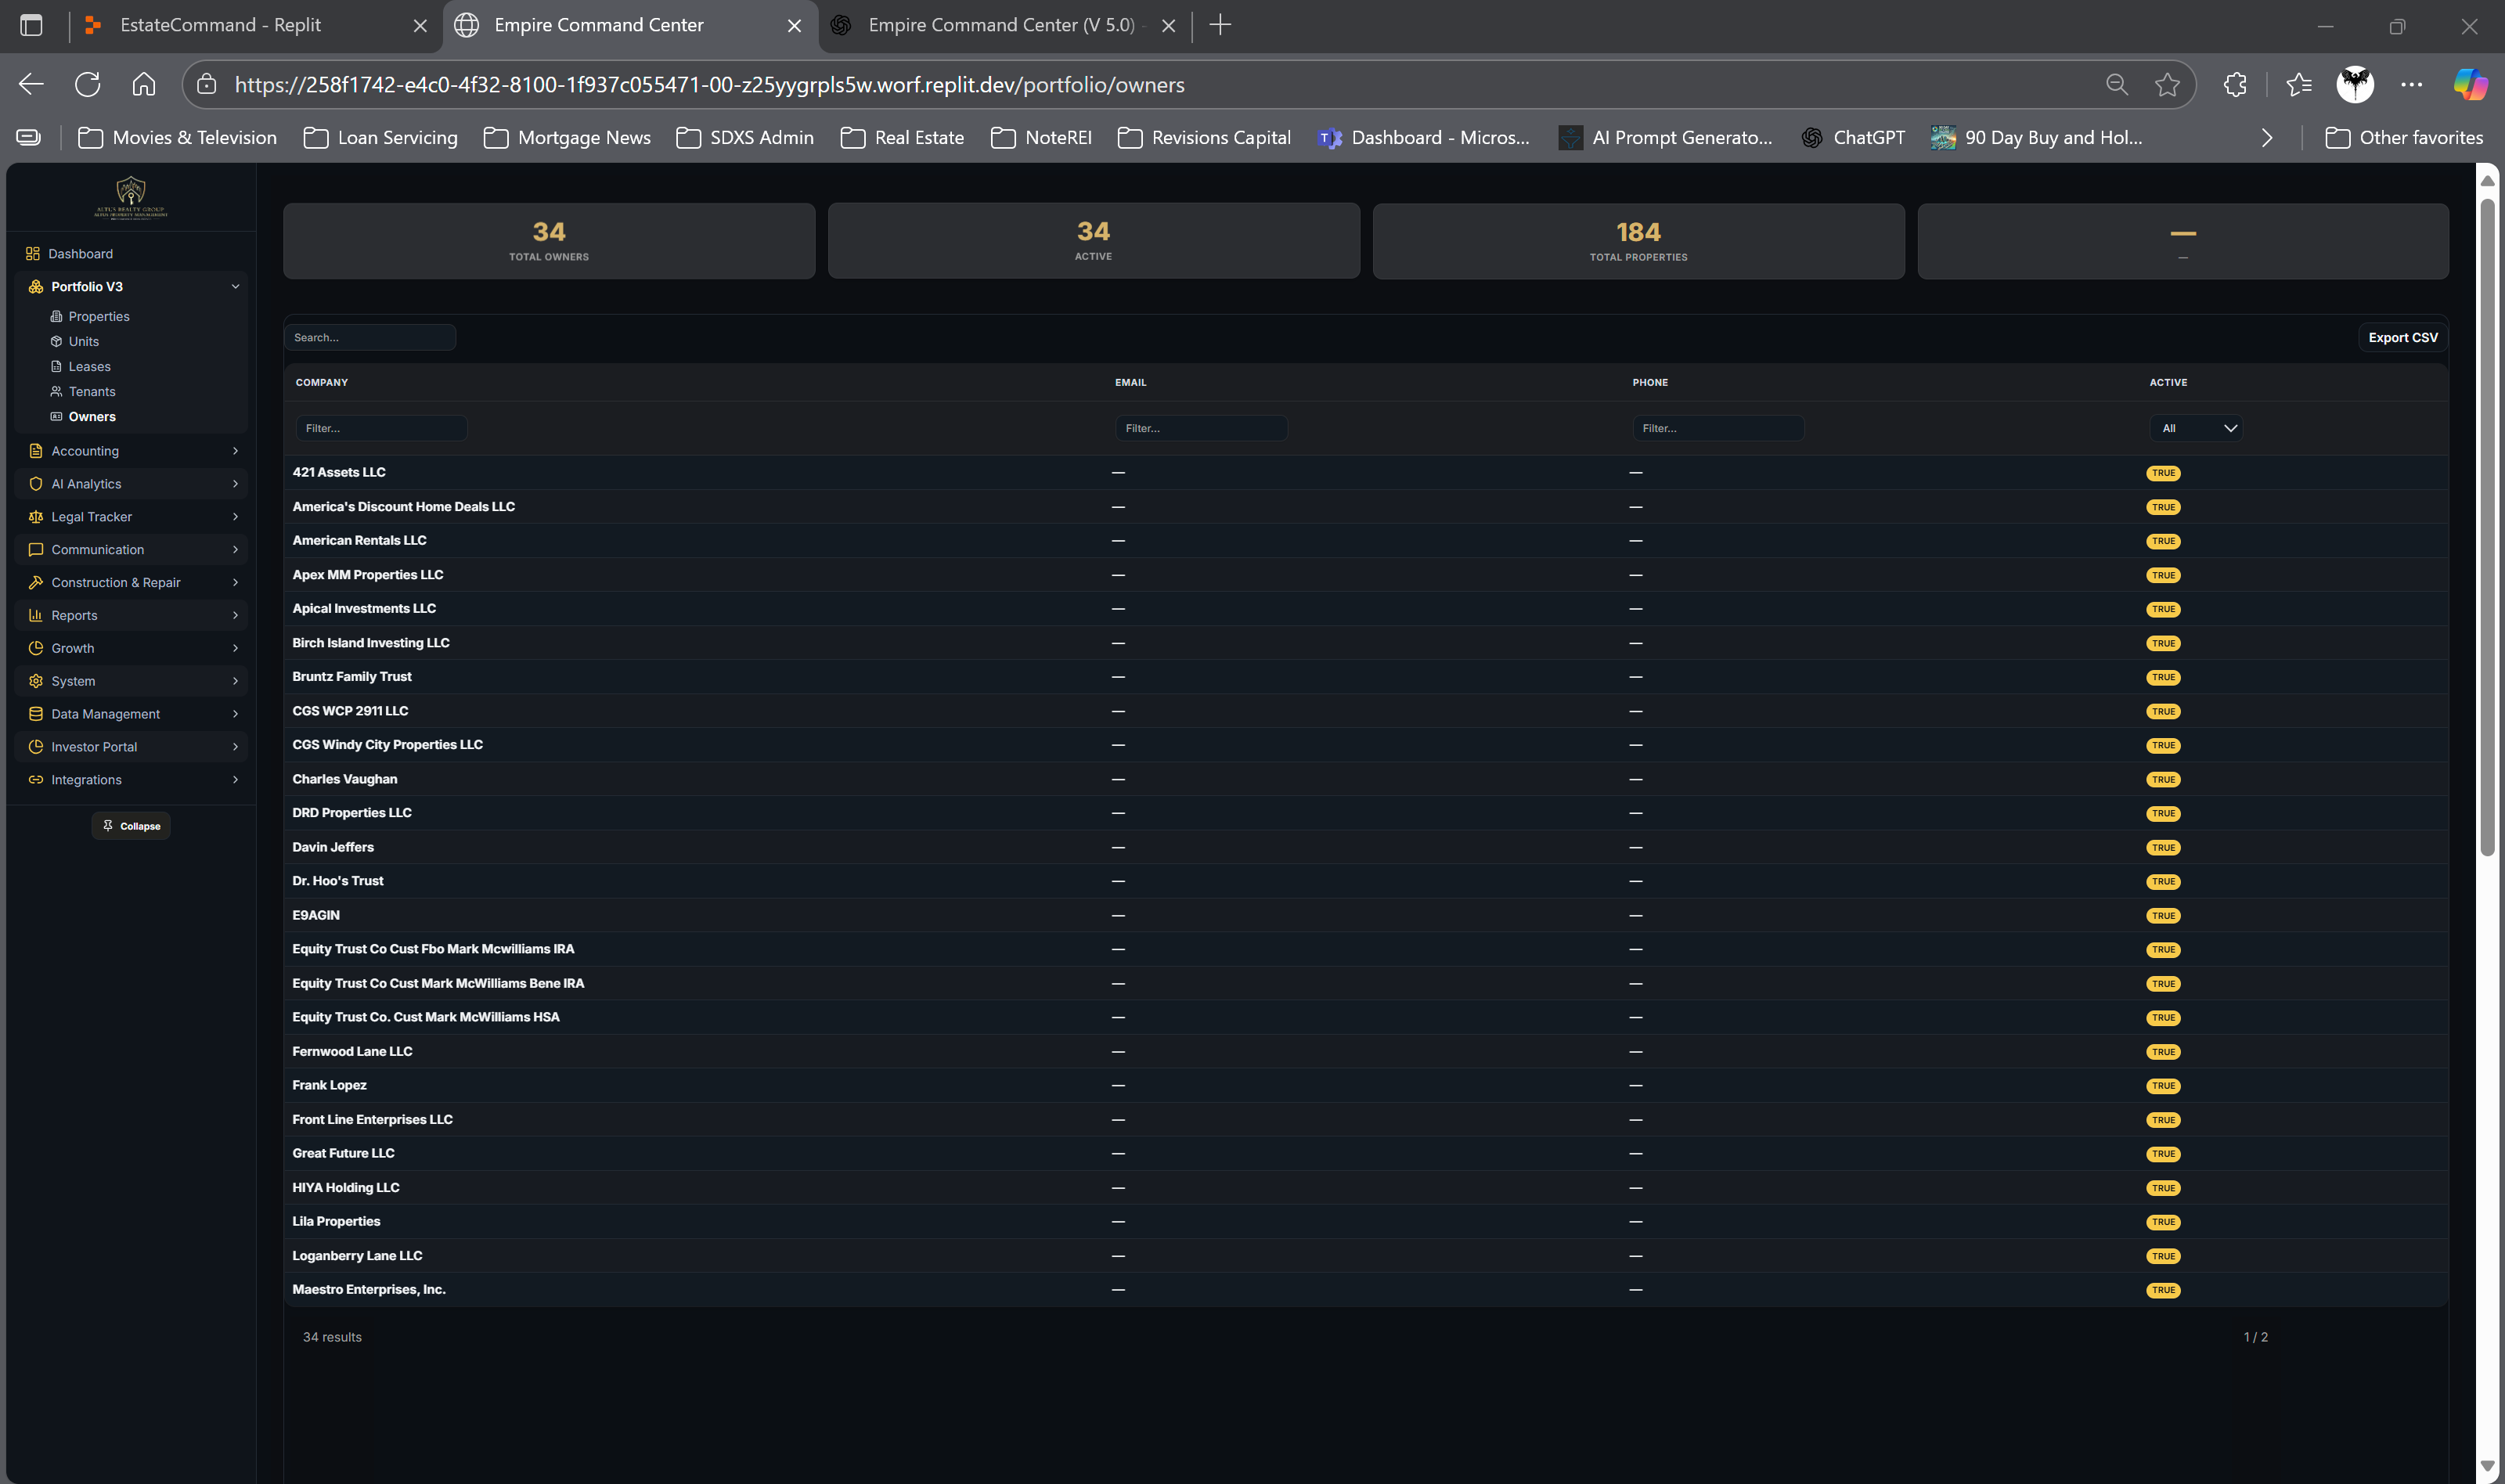 EstateCommand - Replit
Empire Command Center
Empire Command Center (V 5.0) -
https://258f1742-e4c0-4f32-8100-1f937c055471-00-z25yygrpls5w.worf.replit.dev/portfolio/owners
Movies & Television
Loan Servicing
Mortgage News
SDXS Admin
Real Estate
NoteREI
Revisions Capital
Dashboard - Micros...
AI Prompt Generato...
ChatGPT
90 Day Buy and Hol...
Other favorites
ALTUS REALTY GROUP
ALTUS PROPERTY MANAGEMENT
Dashboard
Portfolio V3
Properties
Units
Leases
Tenants
Owners
Accounting
AI Analytics
Legal Tracker
Communication
Construction & Repair
Reports
Growth
System
Data Management
Investor Portal
Integrations
Collapse
34
TOTAL OWNERS
34
ACTIVE
184
TOTAL PROPERTIES
—
—
Search...
Export CSV
COMPANY EMAIL PHONE ACTIVE
Filter... Filter... Filter... All
421 Assets LLC — — TRUE
America's Discount Home Deals LLC — — TRUE
American Rentals LLC — — TRUE
Apex MM Properties LLC — — TRUE
Apical Investments LLC — — TRUE
Birch Island Investing LLC — — TRUE
Bruntz Family Trust — — TRUE
CGS WCP 2911 LLC — — TRUE
CGS Windy City Properties LLC — — TRUE
Charles Vaughan — — TRUE
DRD Properties LLC — — TRUE
Davin Jeffers — — TRUE
Dr. Hoo's Trust — — TRUE
E9AGIN — — TRUE
Equity Trust Co Cust Fbo Mark Mcwilliams IRA — — TRUE
Equity Trust Co Cust Mark McWilliams Bene IRA — — TRUE
Equity Trust Co. Cust Mark McWilliams HSA — — TRUE
Fernwood Lane LLC — — TRUE
Frank Lopez — — TRUE
Front Line Enterprises LLC — — TRUE
Great Future LLC — — TRUE
HIYA Holding LLC — — TRUE
Lila Properties — — TRUE
Loganberry Lane LLC — — TRUE
Maestro Enterprises, Inc. — — TRUE
34 results
1 / 2